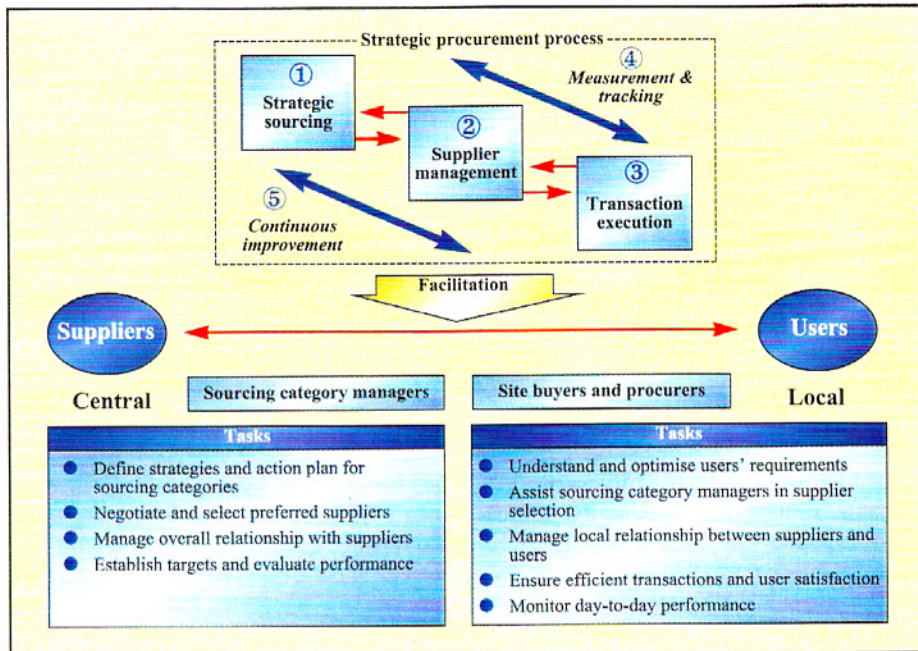 Strategic procurement process
①
Strategic
sourcing
②
Supplier
management
③
Transaction
execution
④
Measurement &
tracking
⑤
Continuous
improvement
Facilitation
Suppliers
Users
Central
Sourcing category managers
Site buyers and procurers
Local
Tasks
● Define strategies and action plan for
sourcing categories
● Negotiate and select preferred suppliers
● Manage overall relationship with suppliers
● Establish targets and evaluate performance
Tasks
● Understand and optimise users' requirements
● Assist sourcing category managers in supplier
selection
● Manage local relationship between suppliers and
users
● Ensure efficient transactions and user satisfaction
● Monitor day-to-day performance